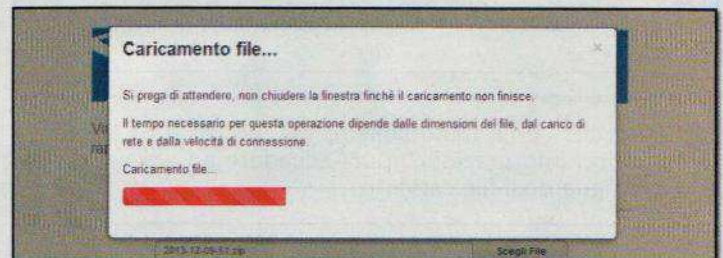 Caricamento file...
×
Si prega di attendere, non chiudere la finestra finchè il caricamento non finisce.
Il tempo necessario per questa operazione dipende dalle dimensioni del file, dal carico di
rete e dalla velocità di connessione.
Caricamento file...
Scegli File